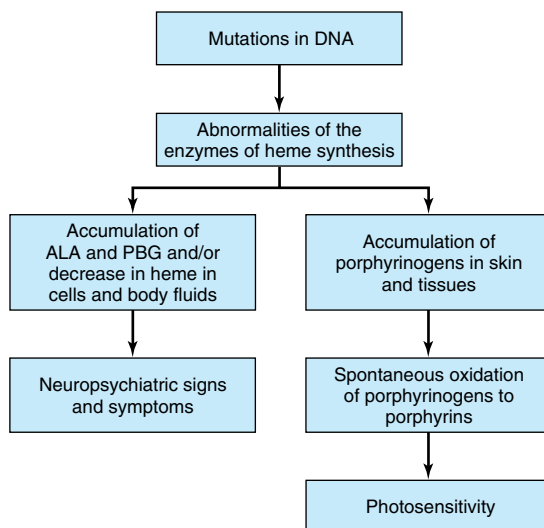 Mutations in DNA
Abnormalities of the
enzymes of heme synthesis
Accumulation of
ALA and PBG and/or
decrease in heme in
cells and body fluids
Accumulation of
porphyrinogens in skin
and tissues
Neuropsychiatric signs
and symptoms
Spontaneous oxidation
of porphyrinogens to
porphyrins
Photosensitivity